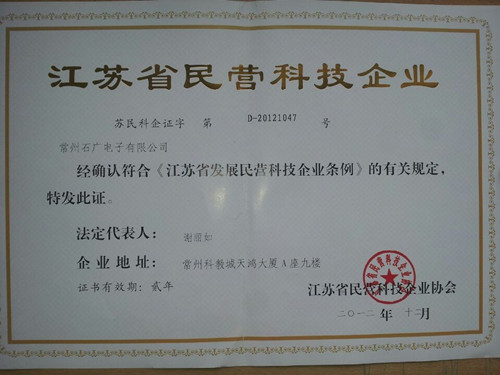 江苏省民营科技企业
苏民科企证字 第 D-20121047 号
常州石广电子有限公司
经确认符合《江苏省发展民营科技企业条例》的有关规定，
特发此证。
法定代表人： 谢丽如
企业地址： 常州科教城天鸿大厦A座九楼
证书有效期：贰年
江苏省民营科技企业协会
二〇一二年 十二月